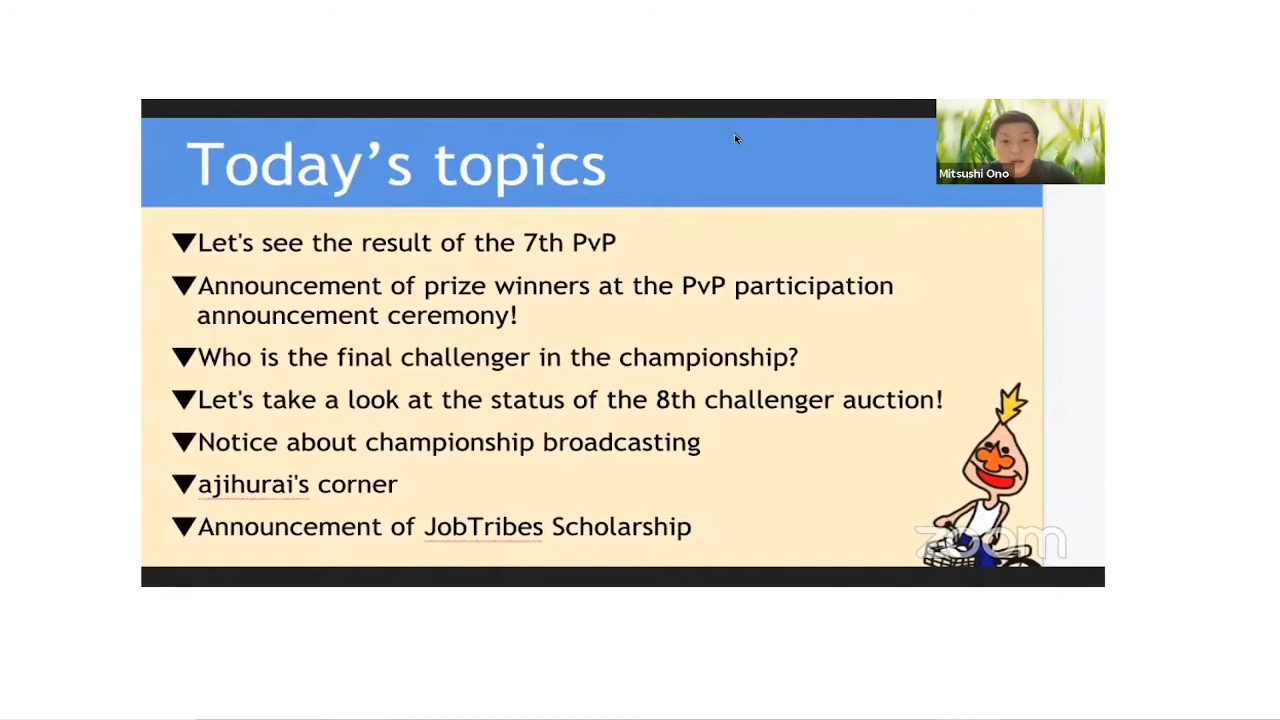 Today's topics
Mitsushi Ono
▼Let's see the result of the 7th PvP
▼Announcement of prize winners at the PvP participation
announcement ceremony!
▼Who is the final challenger in the championship?
▼Let's take a look at the status of the 8th challenger auction!
▼Notice about championship broadcasting
▼ajihurai's corner
▼Announcement of JobTribes Scholarship
zoom